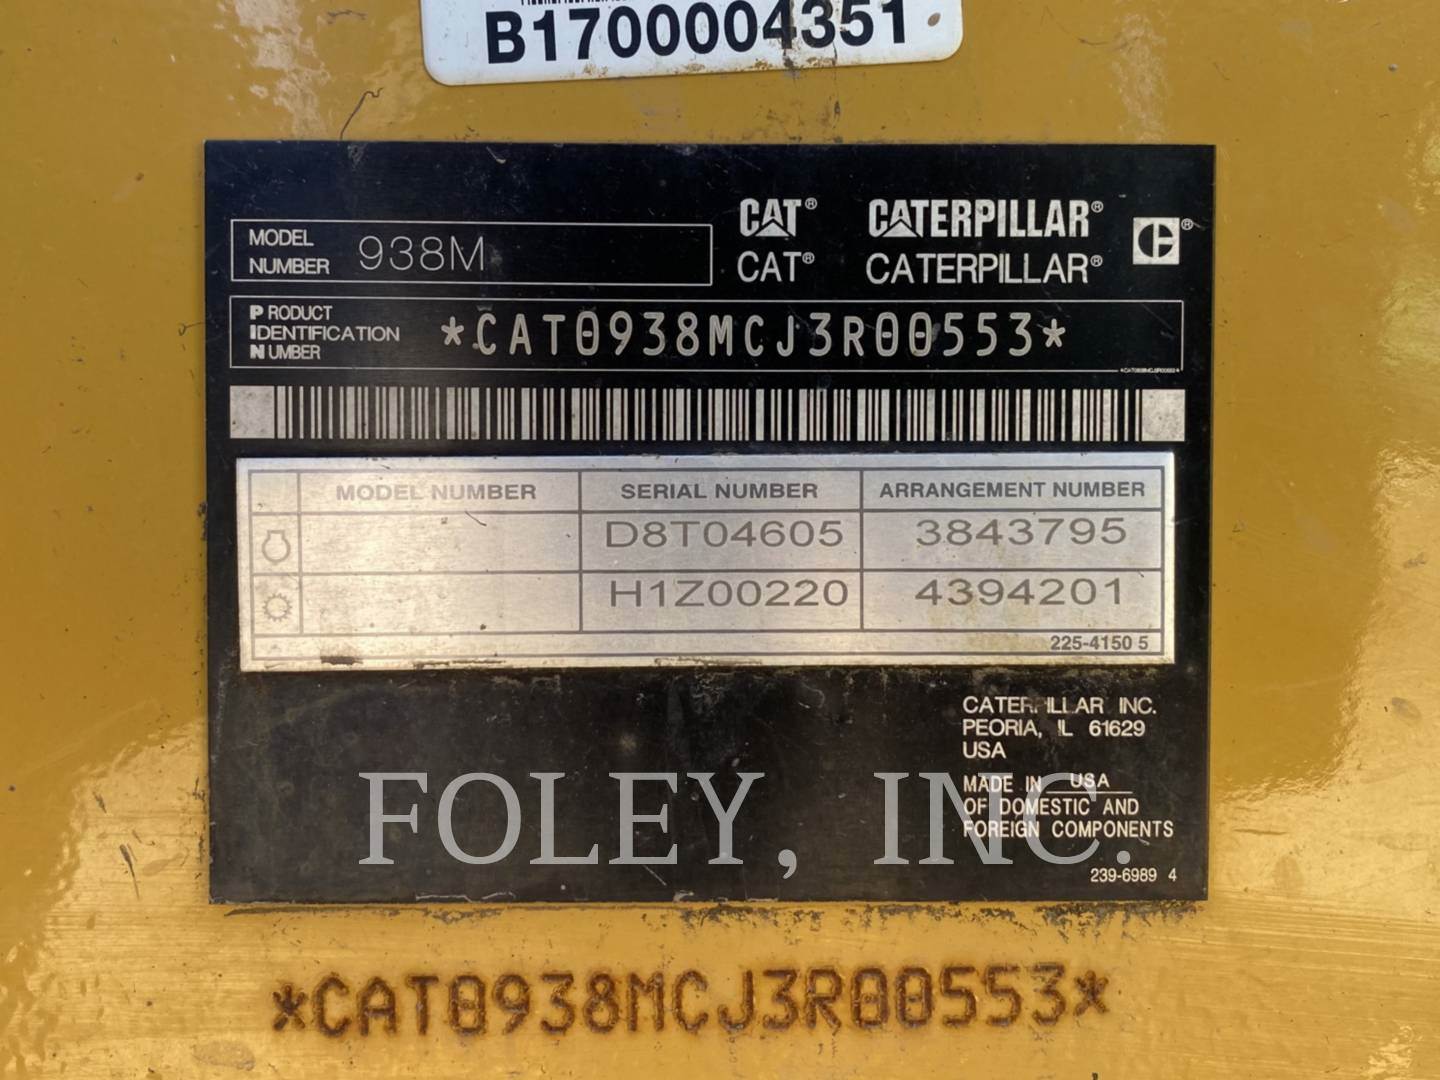 B1700004351
CAT® CATERPILLAR®
MODEL NUMBER 938M
CAT® CATERPILLAR®
PRODUCT IDENTIFICATION NUMBER *CAT0938MCJ3R00553*
*CAT0938MCJ3R00553*
MODEL NUMBER SERIAL NUMBER ARRANGEMENT NUMBER
D8T04605 3843795
H1Z00220 4394201
225-4150 5
CATERPILLAR INC.
PEORIA, IL 61629
USA
MADE IN USA
OF DOMESTIC AND
FOREIGN COMPONENTS
FOLEY, INC.
239-6989 4
*CAT0938MCJ3R00553*